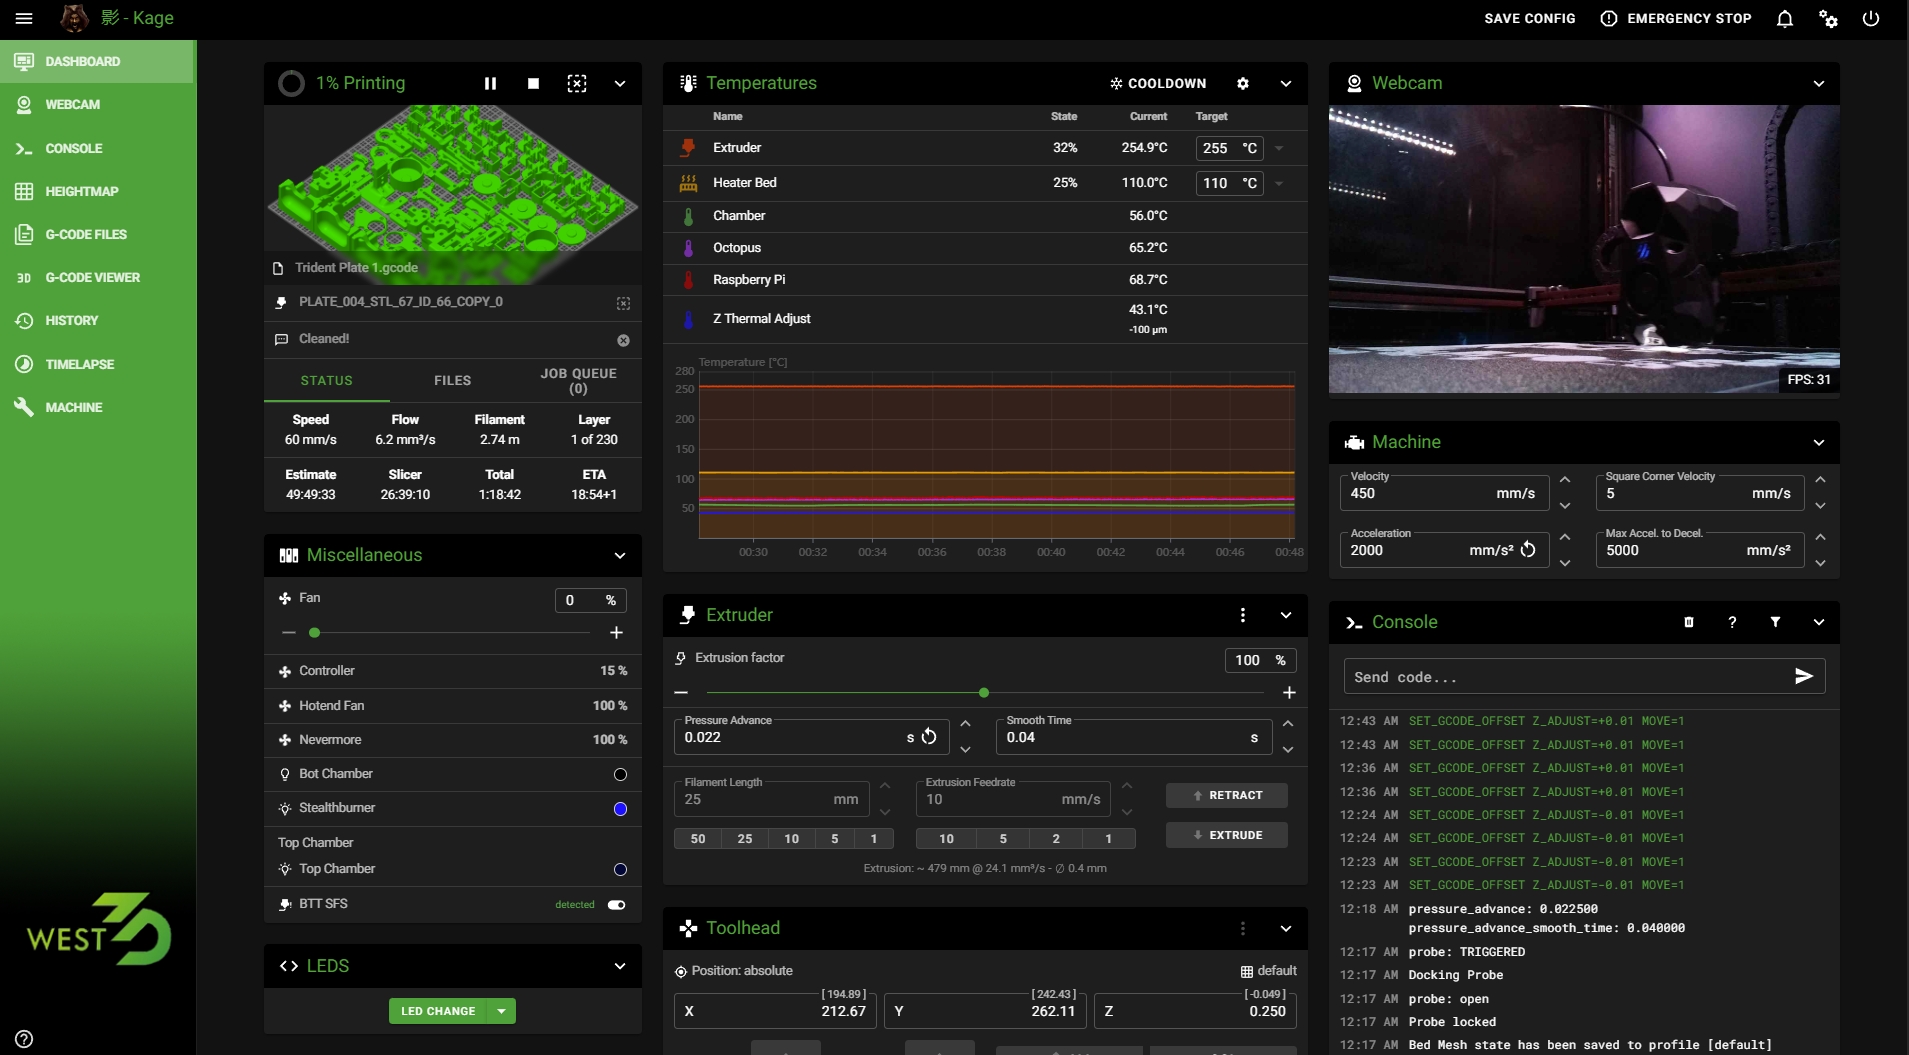 影 - Kage
SAVE CONFIG
EMERGENCY STOP
DASHBOARD
WEBCAM
CONSOLE
HEIGHTMAP
G-CODE FILES
3D G-CODE VIEWER
HISTORY
TIMELAPSE
MACHINE
WEST3D
1% Printing
Trident Plate 1.gcode
PLATE_004_STL_67_ID_66_COPY_0
Cleaned!
STATUS FILES JOB QUEUE
(0)
Speed Flow Filament Layer
60 mm/s 6.2 mm³/s 2.74 m 1 of 230
Estimate Slicer Total ETA
49:49:33 26:39:10 1:18:42 18:54+1
Miscellaneous
Fan 0 %
Controller 15 %
Hotend Fan 100 %
Nevermore 100 %
Bot Chamber
Stealthburner
Top Chamber
Top Chamber
BTT SFS detected
LEDS
LED CHANGE
Temperatures COOLDOWN
Name State Current Target
Extruder 32% 254.9°C 255 °C
Heater Bed 25% 110.0°C 110 °C
Chamber 56.0°C
Octopus 65.2°C
Raspberry Pi 68.7°C
Z Thermal Adjust 43.1°C
-100 μm
Temperature [°C]
280
250
200
150
100
50
00:30 00:32 00:34 00:36 00:38 00:40 00:42 00:44 00:46 00:48
Extruder
Extrusion factor 100 %
Pressure Advance Smooth Time
0.022 s 0.04 s
Filament Length Extrusion Feedrate
25 mm 10 mm/s
RETRACT
50 25 10 5 1 10 5 2 1
EXTRUDE
Extrusion: ~ 479 mm @ 24.1 mm³/s - ∅ 0.4 mm
Toolhead
Position: absolute default
[ 194.89 ] [ 242.43 ] [ -0.049 ]
X 212.67 Y 262.11 Z 0.250
Webcam
FPS: 31
Machine
Velocity Square Corner Velocity
450 mm/s 5 mm/s
Acceleration Max Accel. to Decel.
2000 mm/s² 5000 mm/s²
Console
Send code...
12:43 AM SET_GCODE_OFFSET Z_ADJUST=+0.01 MOVE=1
12:43 AM SET_GCODE_OFFSET Z_ADJUST=+0.01 MOVE=1
12:36 AM SET_GCODE_OFFSET Z_ADJUST=+0.01 MOVE=1
12:36 AM SET_GCODE_OFFSET Z_ADJUST=+0.01 MOVE=1
12:24 AM SET_GCODE_OFFSET Z_ADJUST=-0.01 MOVE=1
12:24 AM SET_GCODE_OFFSET Z_ADJUST=-0.01 MOVE=1
12:23 AM SET_GCODE_OFFSET Z_ADJUST=-0.01 MOVE=1
12:23 AM SET_GCODE_OFFSET Z_ADJUST=-0.01 MOVE=1
12:18 AM pressure_advance: 0.022500
pressure_advance_smooth_time: 0.040000
12:17 AM probe: TRIGGERED
12:17 AM Docking Probe
12:17 AM probe: open
12:17 AM Probe locked
12:17 AM Bed Mesh state has been saved to profile [default]